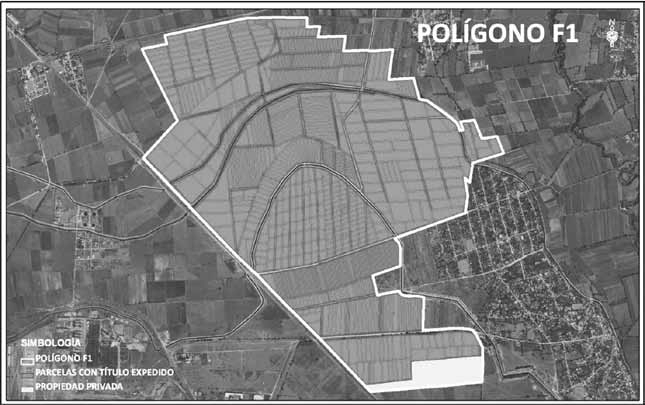 POLÍGONO F1
N
SIMBOLOGÍA
POLÍGONO F1
PARCELAS CON TÍTULO EXPEDIDO
PROPIEDAD PRIVADA